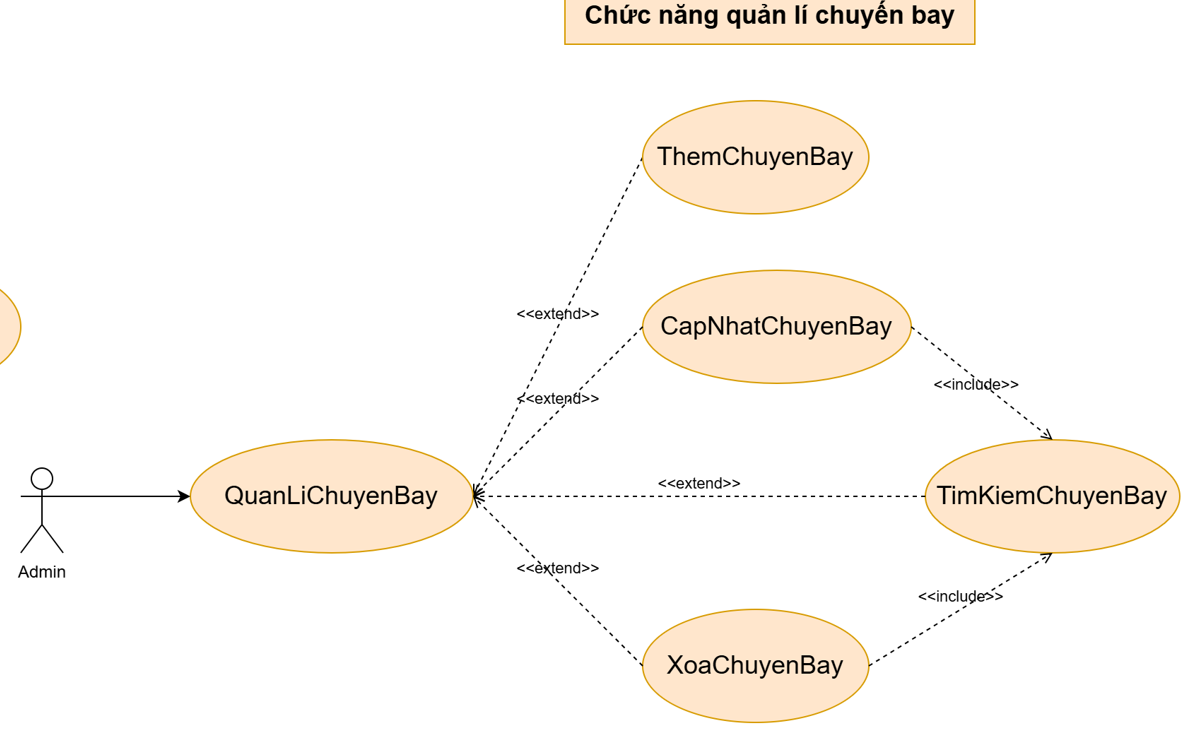 Chức năng quản lí chuyến bay
ThemChuyenBay
<<extend>>
CapNhatChuyenBay
<<extend>>
<<include>>
<<extend>>
QuanLiChuyenBay
TimKiemChuyenBay
Admin
<<extend>>
<<include>>
XoaChuyenBay